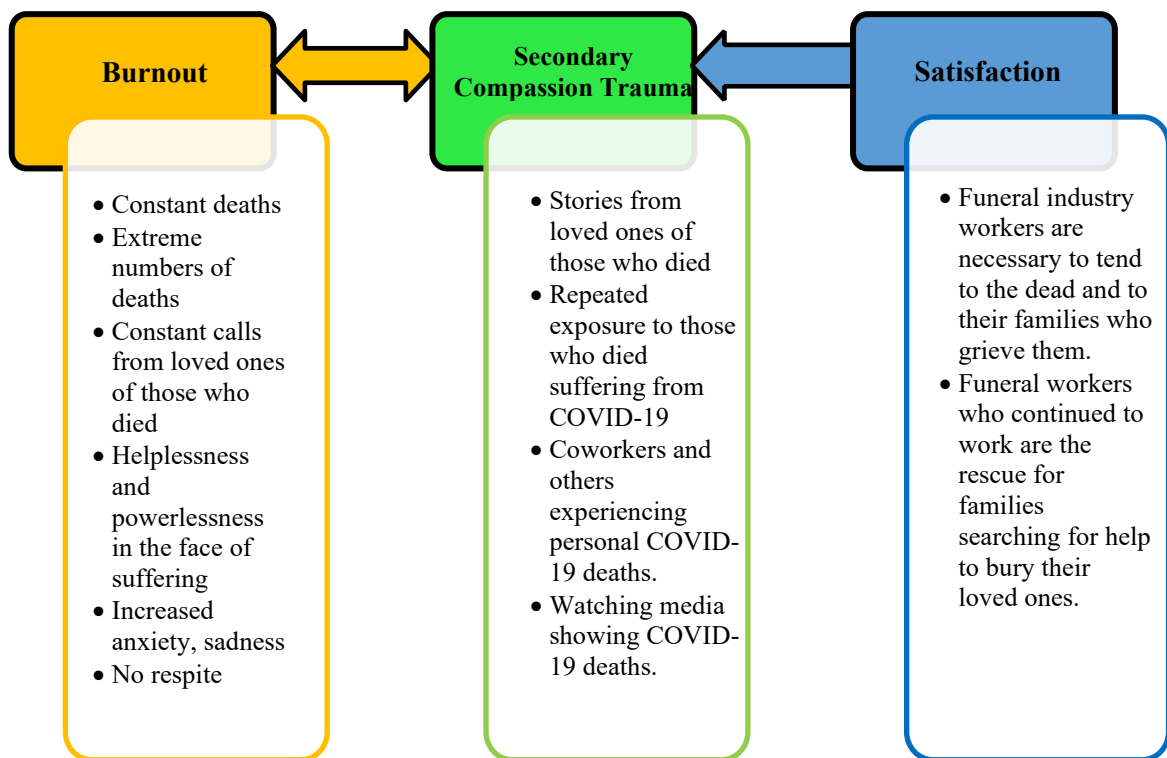 Burnout
• Constant deaths
• Extreme
numbers of
deaths
• Constant calls
from loved ones
of those who
died
• Helplessness
and
powerlessness
in the face of
suffering
• Increased
anxiety, sadness
• No respite
Secondary
Compassion Trauma
• Stories from
loved ones of
those who died
• Repeated
exposure to those
who died
suffering from
COVID-19
• Coworkers and
others
experiencing
personal COVID-
19 deaths.
• Watching media
showing COVID-
19 deaths.
Satisfaction
• Funeral industry
workers are
necessary to tend
to the dead and to
their families who
grieve them.
• Funeral workers
who continued to
work are the
rescue for
families
searching for help
to bury their
loved ones.